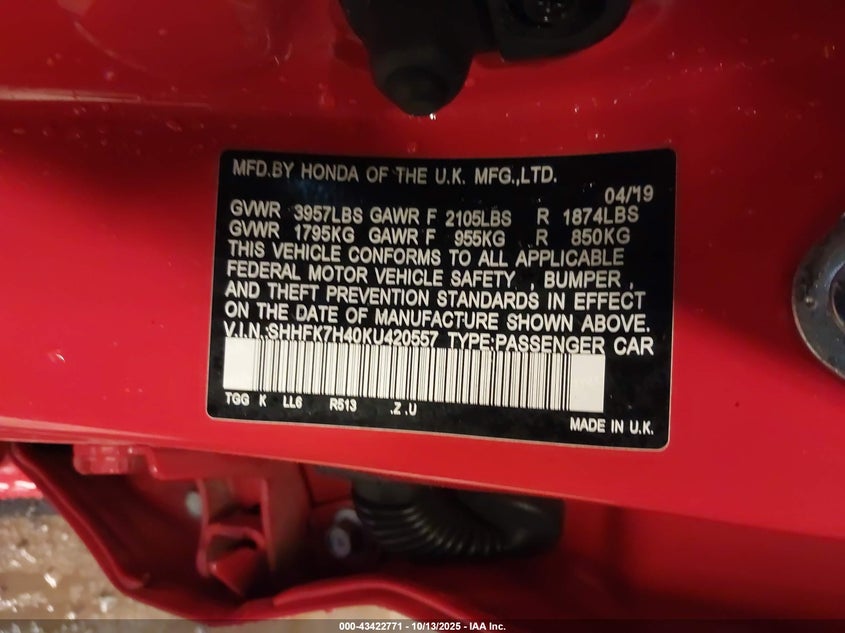 MFD.BY HONDA OF THE U.K. MFG.,LTD.
04/'19
GVWR 3957LBS GAWR F 2105LBS R 1874LBS
GVWR 1795KG GAWR F 955KG R 850KG
THIS VEHICLE CONFORMS TO ALL APPLICABLE
FEDERAL MOTOR VEHICLE SAFETY , BUMPER ,
AND THEFT PREVENTION STANDARDS IN EFFECT
ON THE DATE OF MANUFACTURE SHOWN ABOVE.
V.I.N.:SHHFK7H40KU420557 TYPE:PASSENGER CAR
TGG K LL6 R513 .Z .U
MADE IN U.K.
000-43422771 | 10/13/2025 - IAA Inc.